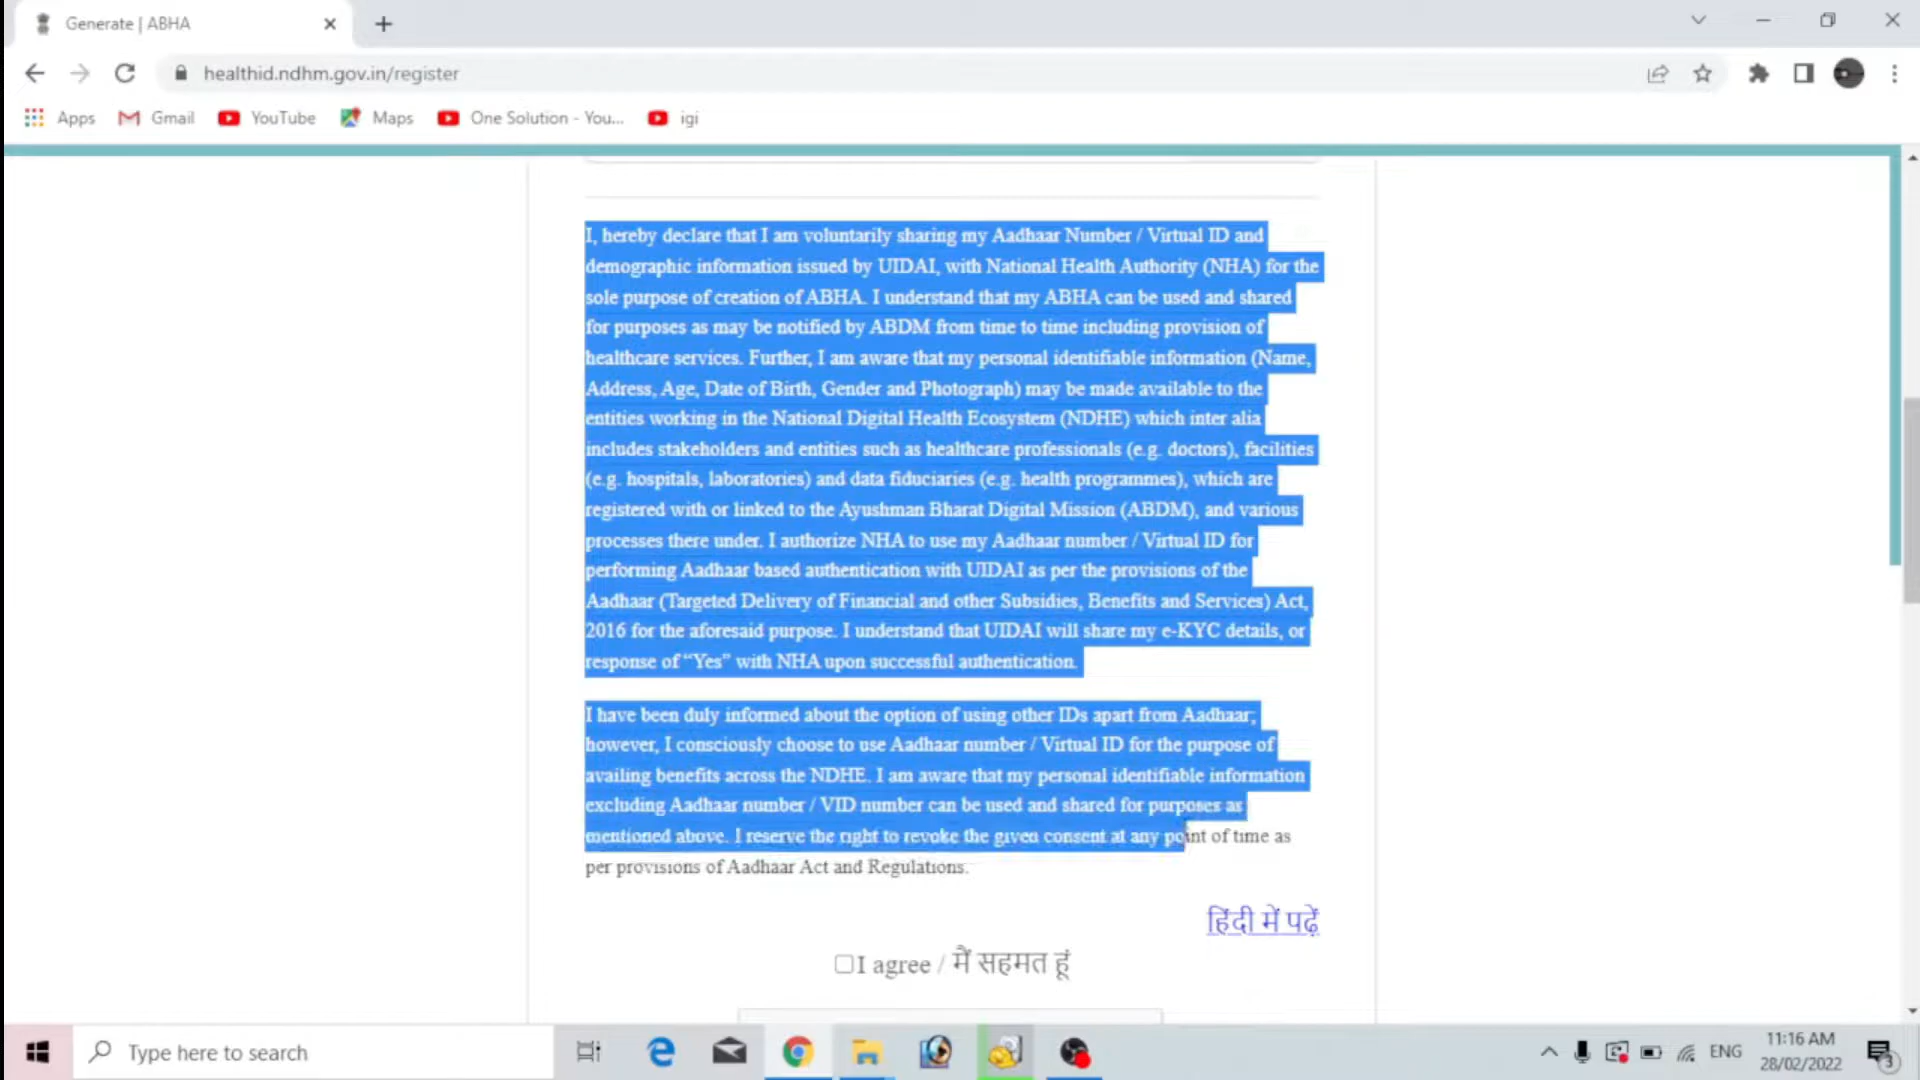 Generate | ABHA
healthid.ndhm.gov.in/register
Apps
Gmail
YouTube
Maps
One Solution - You...
igi
I, hereby declare that I am voluntarily sharing my Aadhaar Number / Virtual ID and
demographic information issued by UIDAI, with National Health Authority (NHA) for the
sole purpose of creation of ABHA. I understand that my ABHA can be used and shared
for purposes as may be notified by ABDM from time to time including provision of
healthcare services. Further, I am aware that my personal identifiable information (Name,
Address, Age, Date of Birth, Gender and Photograph) may be made available to the
entities working in the National Digital Health Ecosystem (NDHE) which inter alia
includes stakeholders and entities such as healthcare professionals (e.g. doctors), facilities
(e.g. hospitals, laboratories) and data fiduciaries (e.g. health programmes), which are
registered with or linked to the Ayushman Bharat Digital Mission (ABDM), and various
processes there under. I authorize NHA to use my Aadhaar number / Virtual ID for
performing Aadhaar based authentication with UIDAI as per the provisions of the
Aadhaar (Targeted Delivery of Financial and other Subsidies, Benefits and Services) Act,
2016 for the aforesaid purpose. I understand that UIDAI will share my e-KYC details, or
response of “Yes” with NHA upon successful authentication.
I have been duly informed about the option of using other IDs apart from Aadhaar;
however, I consciously choose to use Aadhaar number / Virtual ID for the purpose of
availing benefits across the NDHE. I am aware that my personal identifiable information
excluding Aadhaar number / VID number can be used and shared for purposes as
mentioned above. I reserve the right to revoke the given consent at any point of time as
per provisions of Aadhaar Act and Regulations.
हिंदी में पढ़ें
I agree / मैं सहमत हूं
Type here to search
ENG
11:16 AM
28/02/2022
3